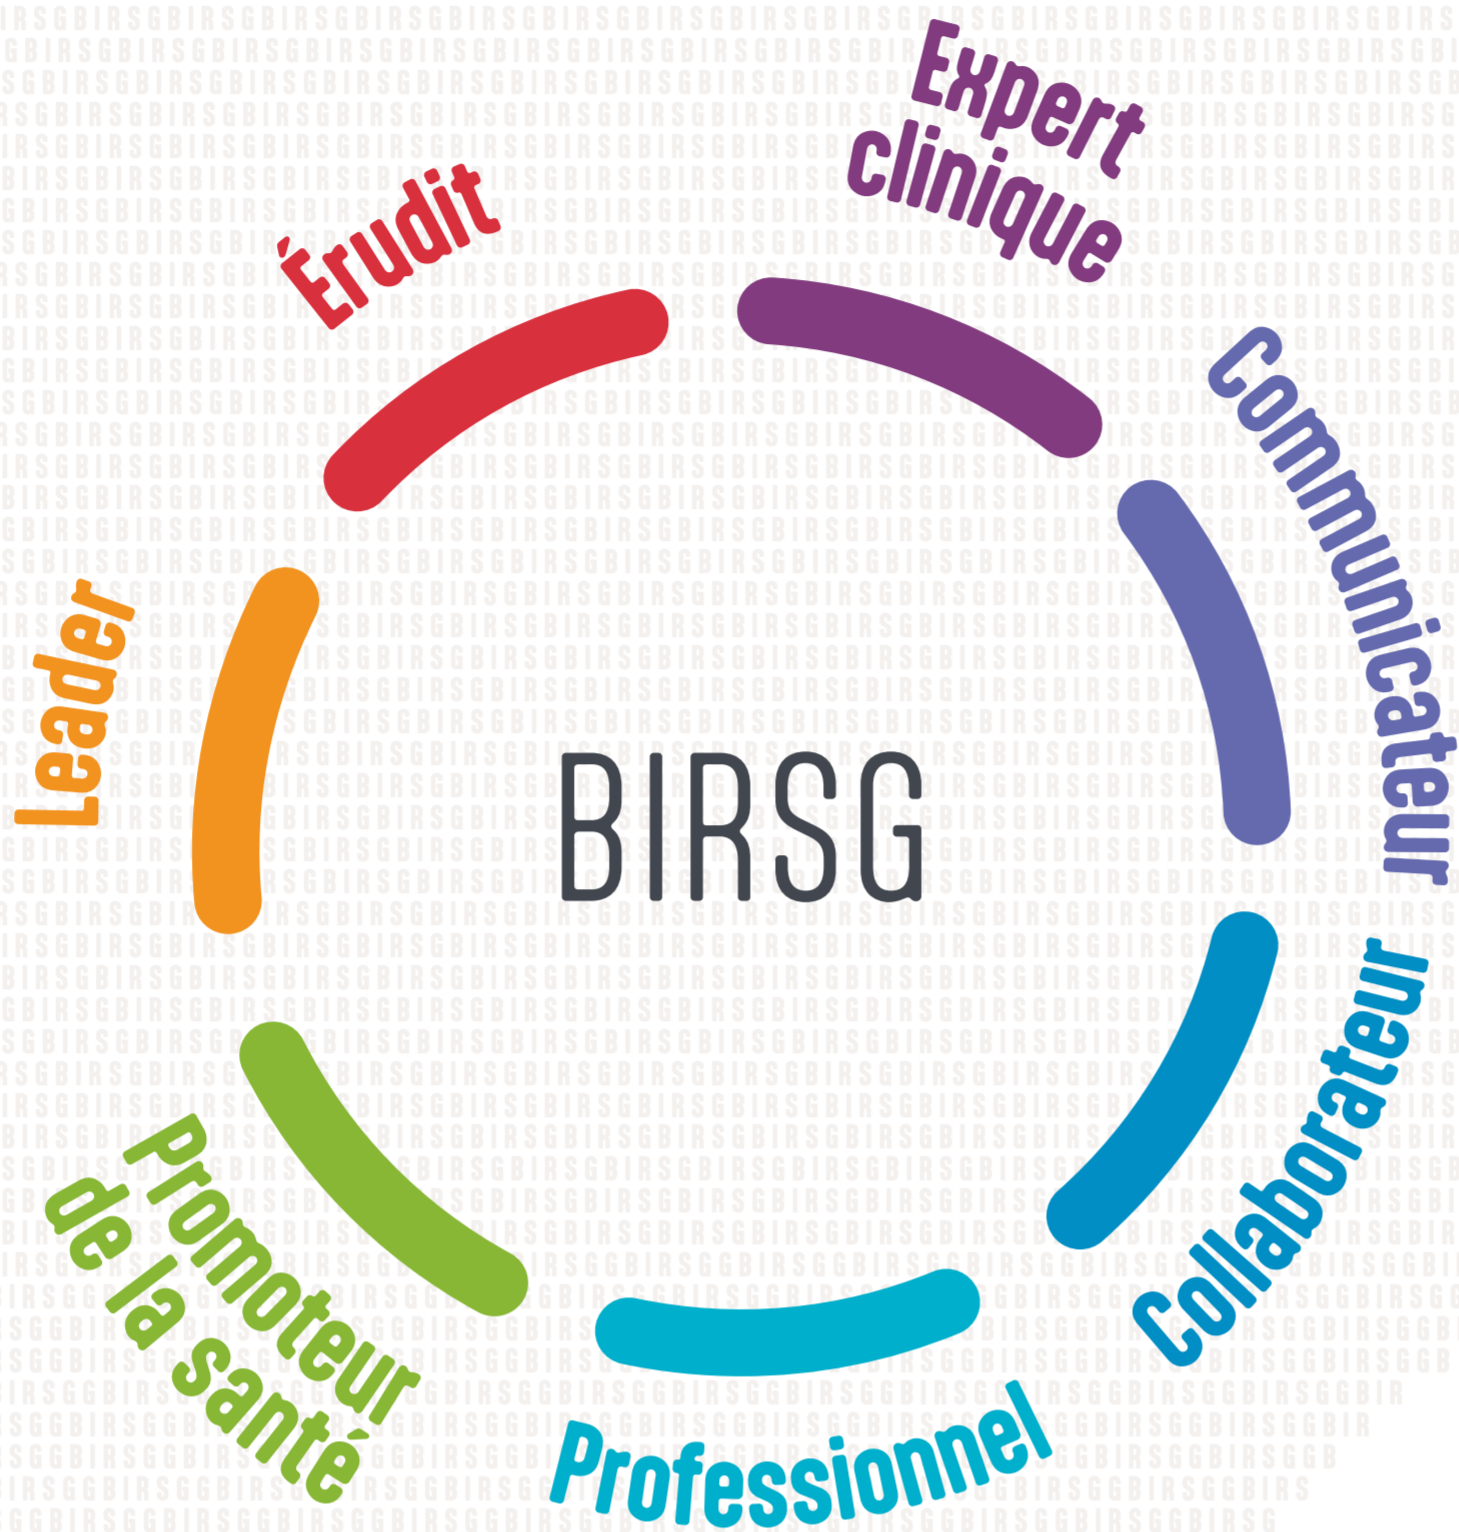 Expert
clinique
Communicateur
Collaborateur
Professionnel
Promoteur
de la santé
Leader
Érudit
BIRSG